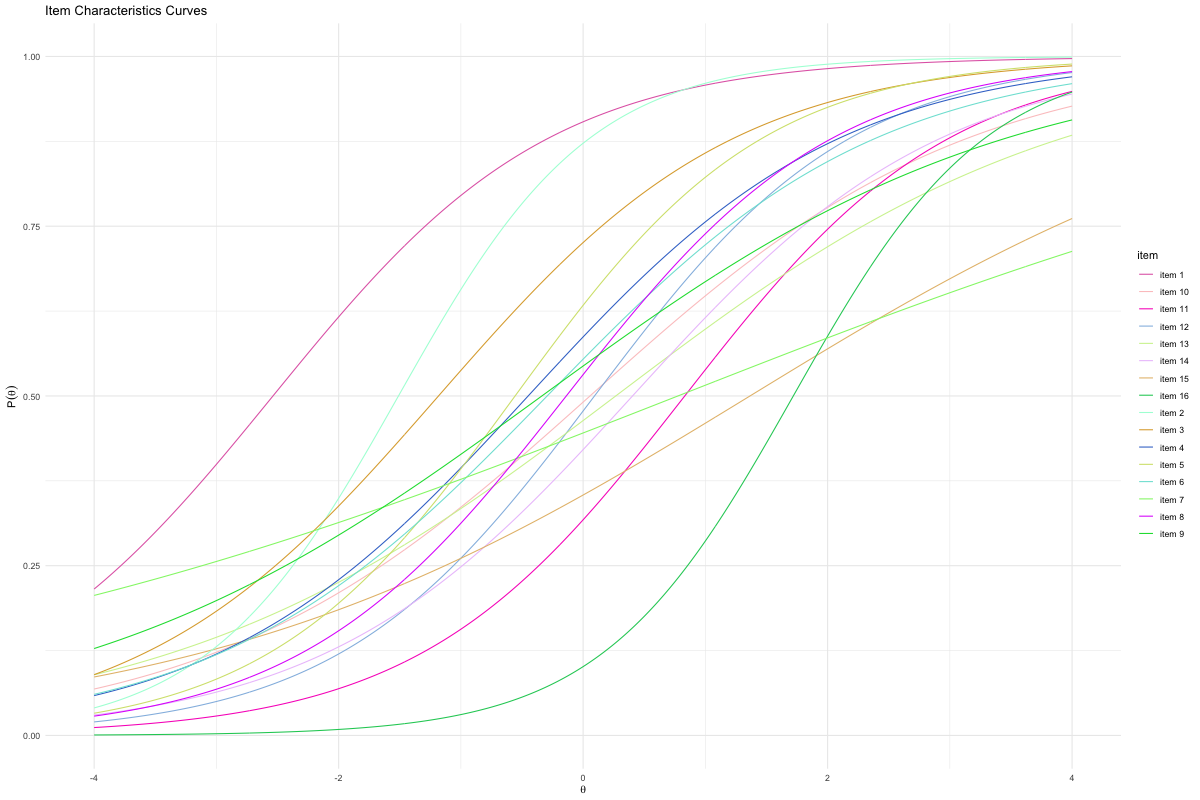 Item Characteristics Curves
P(θ)
1.00
0.75
0.50
0.25
0.00
-4
-2
0
2
4
θ
item
item 1
item 10
item 11
item 12
item 13
item 14
item 15
item 16
item 2
item 3
item 4
item 5
item 6
item 7
item 8
item 9